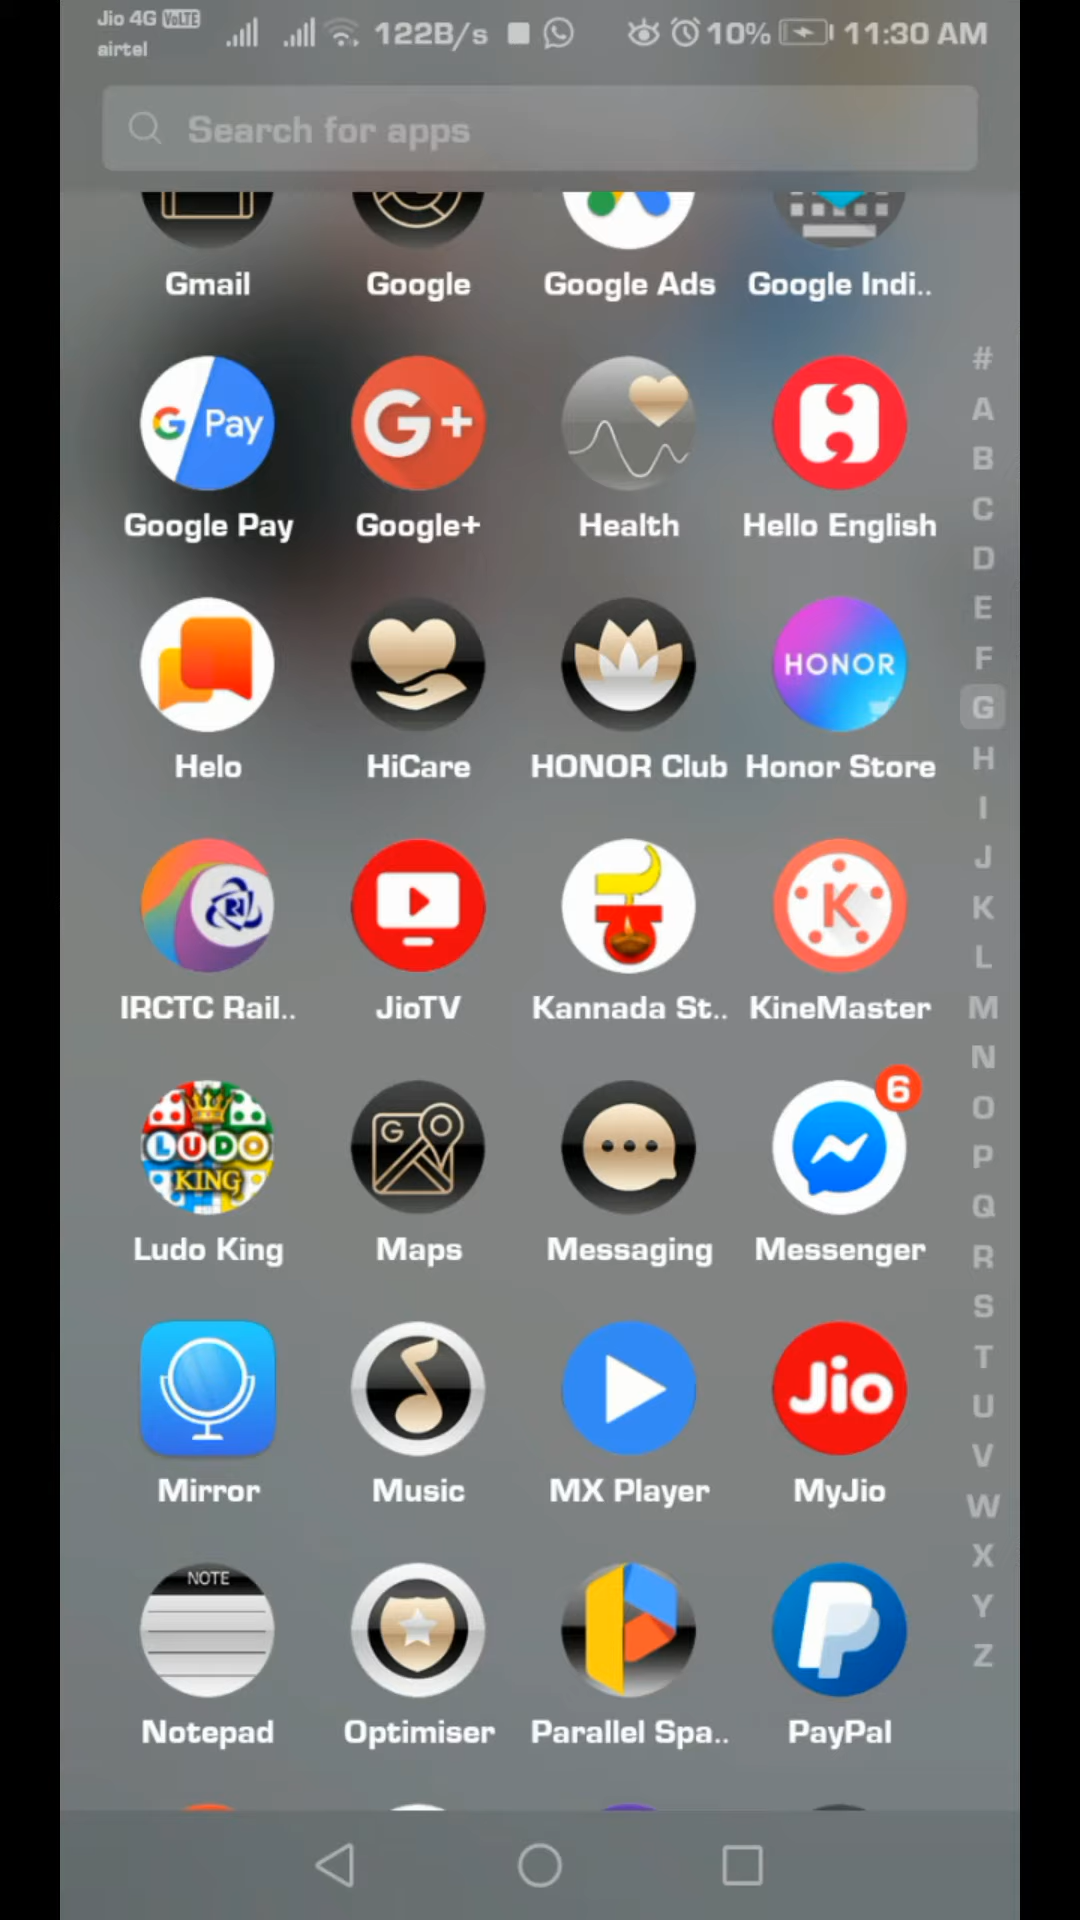 Jio 4G VoLTE
airtel
122B/s
10%
11:30 AM
Search for apps
Gmail
Google
Google Ads
Google Indi..
G Pay
G+
Google Pay
Google+
Health
Hello English
HONOR
Helo
HiCare
HONOR Club
Honor Store
K
IRCTC Rail..
JioTV
Kannada St..
KineMaster
LUDO
KING
G
6
Ludo King
Maps
Messaging
Messenger
Jio
Mirror
Music
MX Player
MyJio
NOTE
Notepad
Optimiser
Parallel Spa..
PayPal
#
A
B
C
D
E
F
G
H
I
J
K
L
M
N
O
P
Q
R
S
T
U
V
W
X
Y
Z